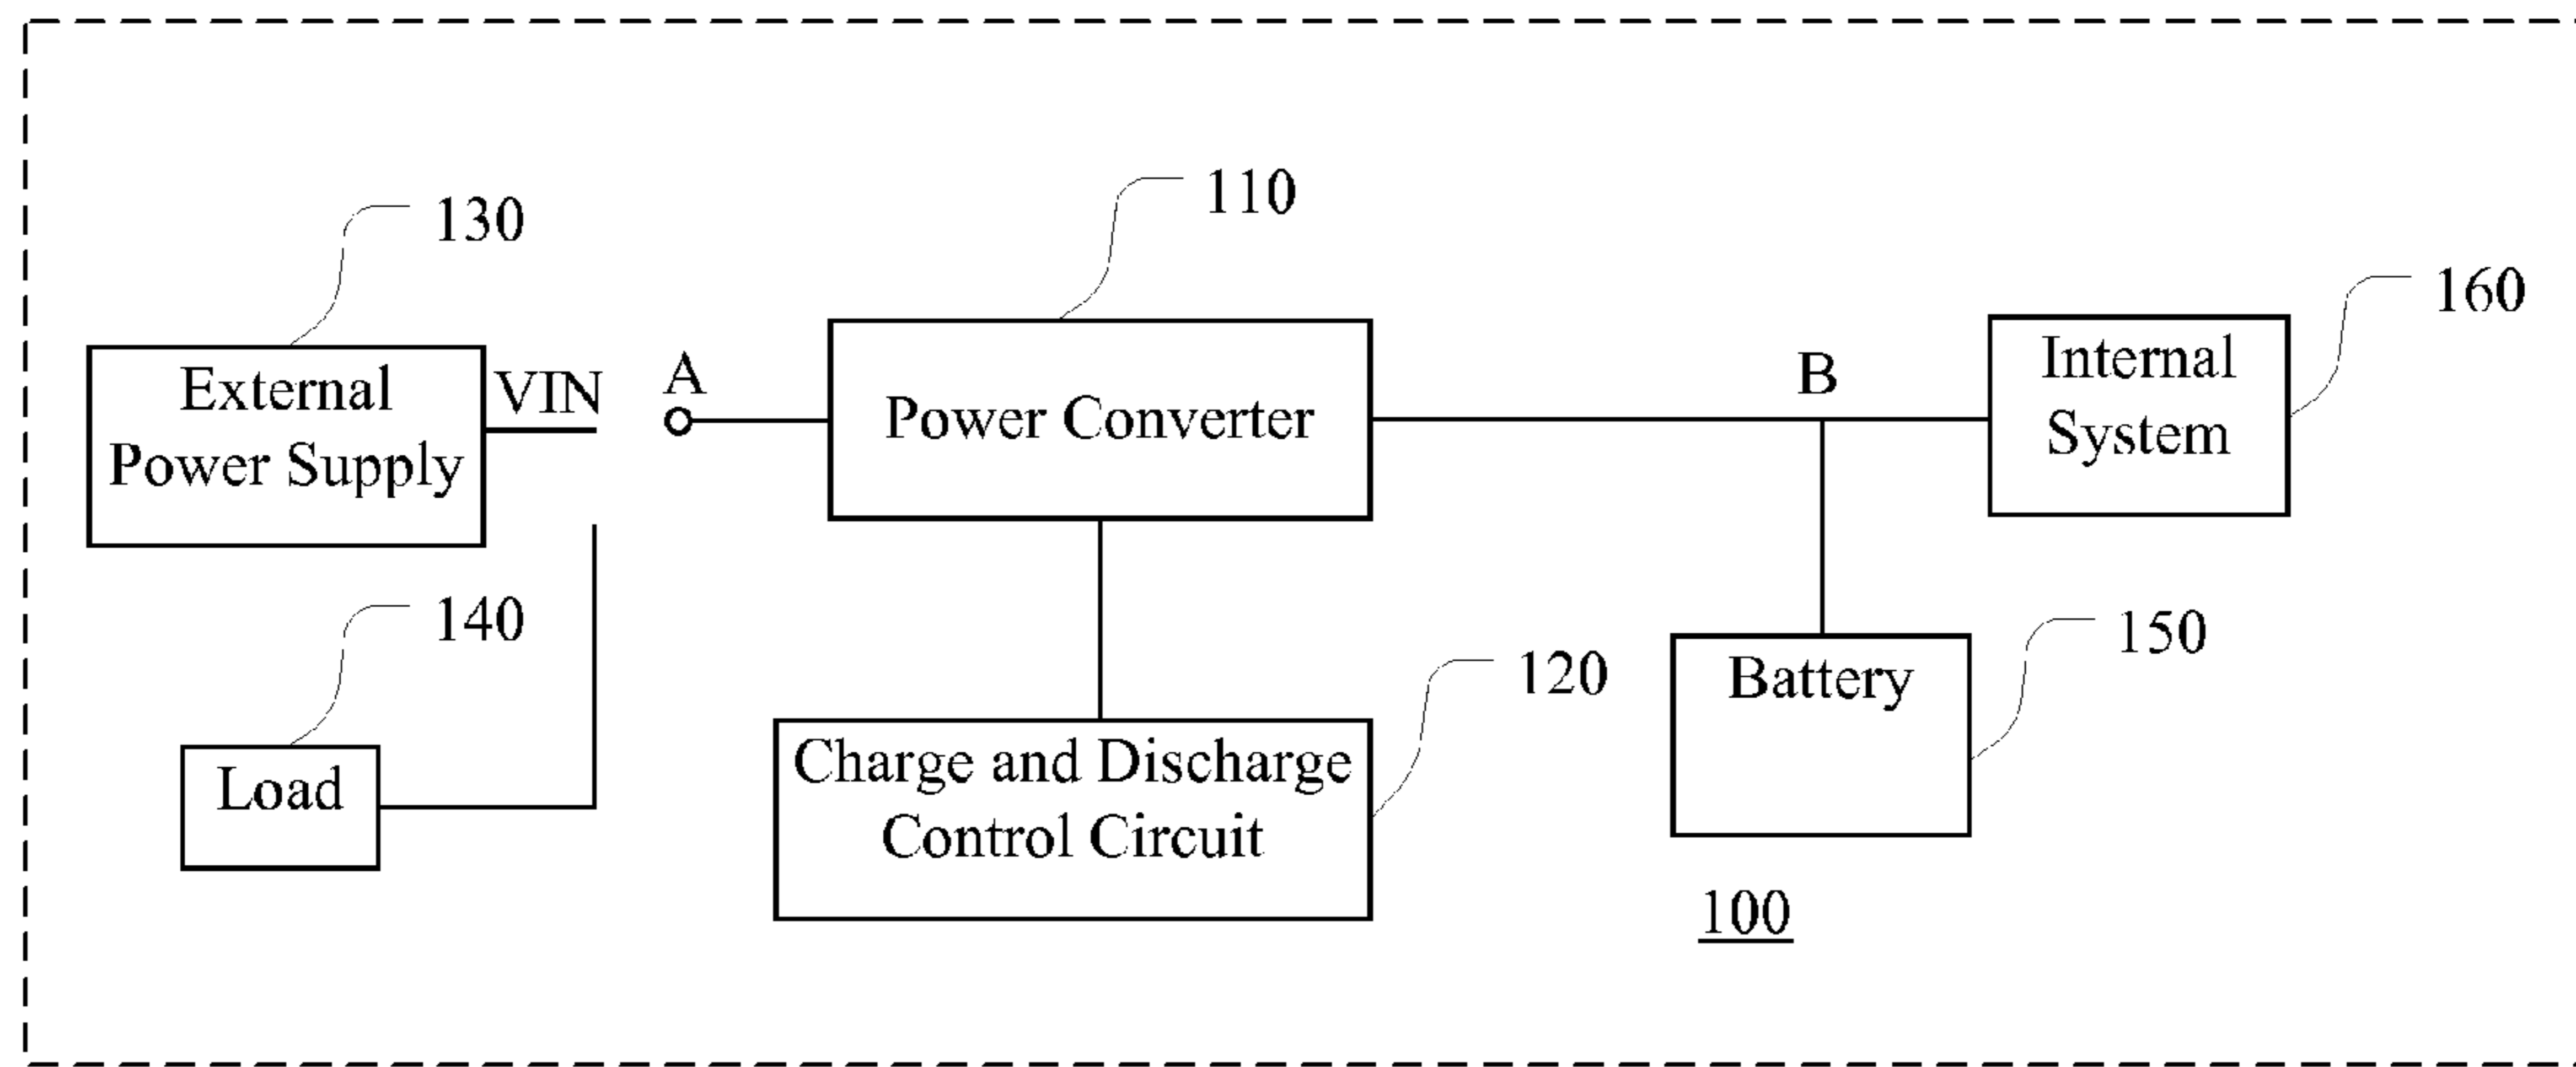 110
130
160
External
Power Supply
VIN
A
Power Converter
B
Internal
System
140
Load
Charge and Discharge
Control Circuit
120
Battery
150
100